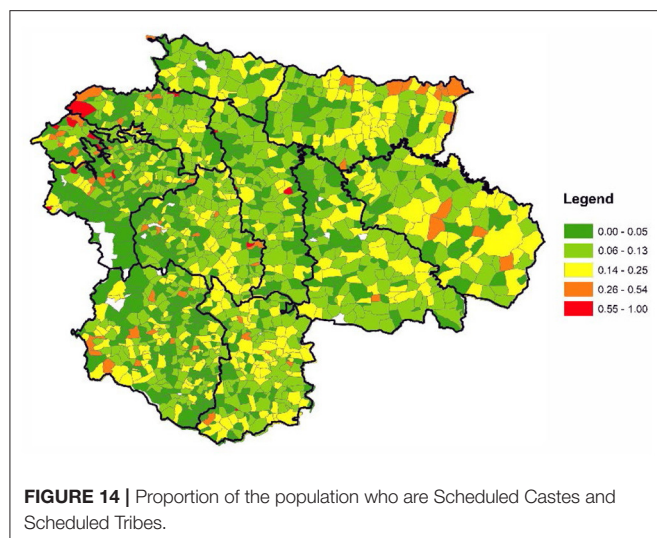 Legend
0.00 - 0.05
0.06 - 0.13
0.14 - 0.25
0.26 - 0.54
0.55 - 1.00
FIGURE 14 | Proportion of the population who are Scheduled Castes and
Scheduled Tribes.